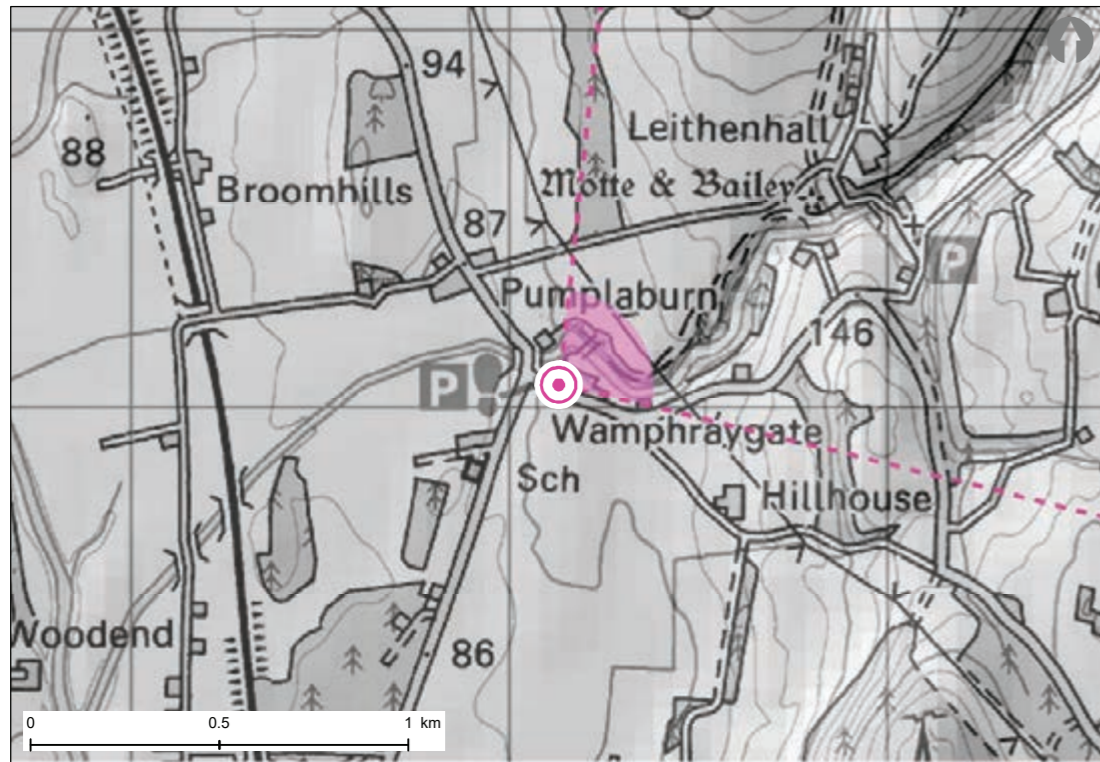 94
88
Leithenhall
Broomhills
Motte & Bailey
87
P
Pumplaburn
146
P
Wamphraygate
Sch
Hillhouse
Woodend
86
0 0.5 1 km